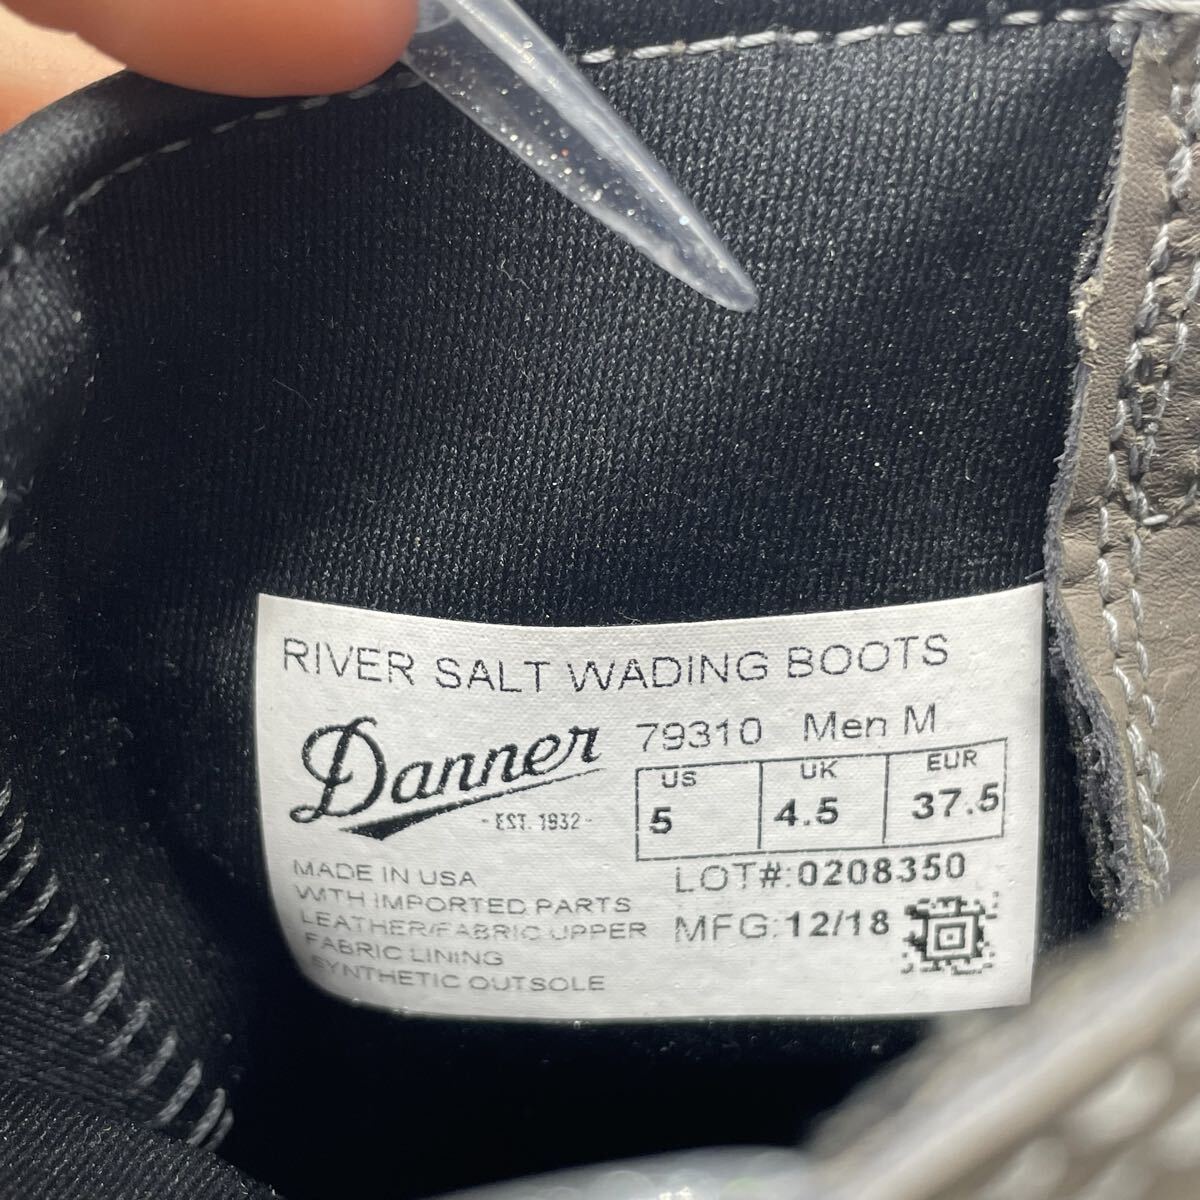 RIVER SALT WADING BOOTS
Danner
- EST. 1932 -
79310 Men M
US UK EUR
5 4.5 37.5
MADE IN USA
WITH IMPORTED PARTS
LEATHER/FABRIC UPPER
FABRIC LINING
SYNTHETIC OUTSOLE
LOT#:0208350
MFG:12/18